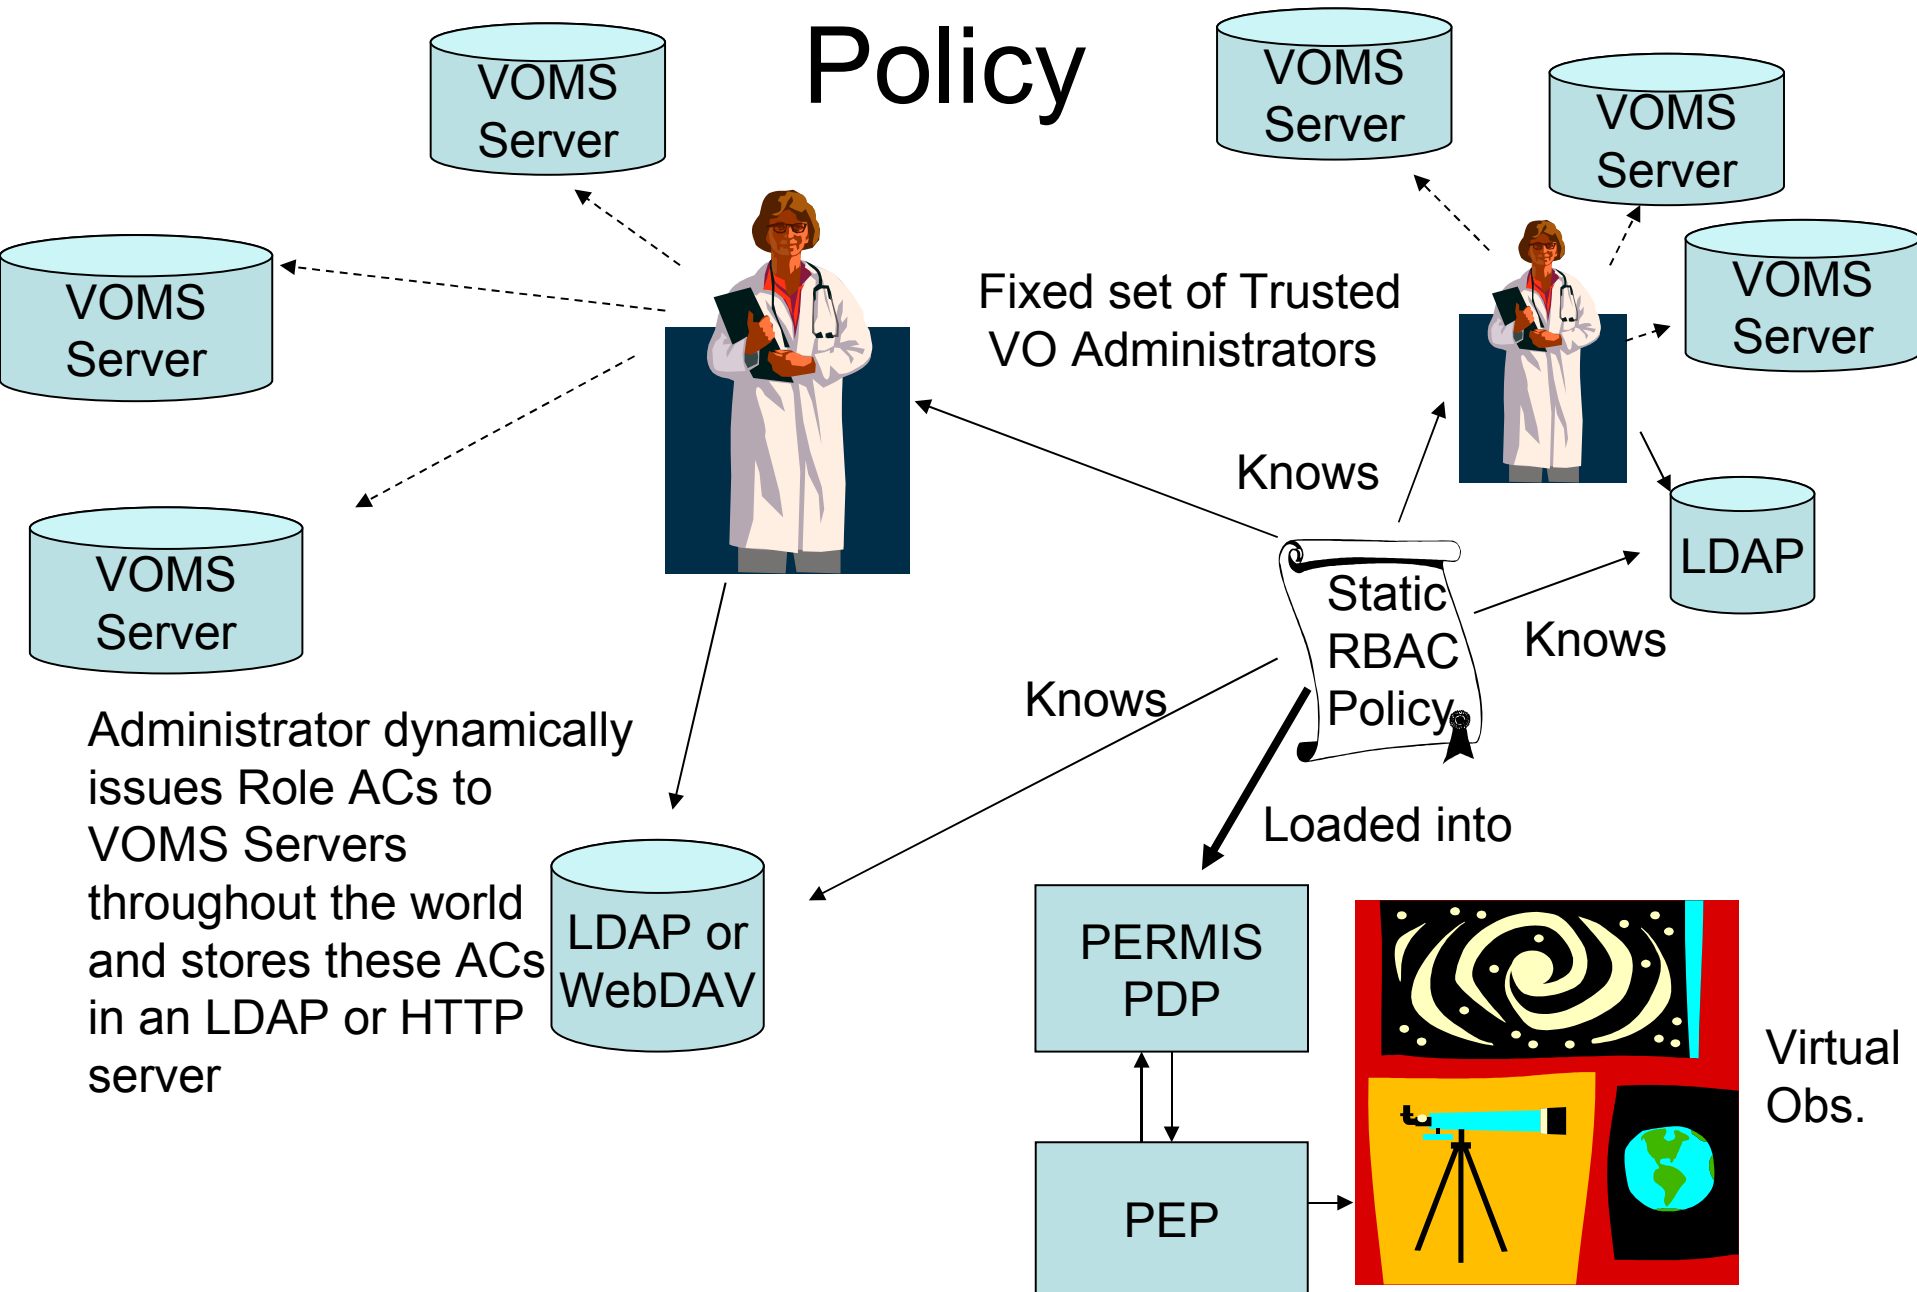 Policy
VOMS
Server
VOMS
Server
VOMS
Server
VOMS
Server
VOMS
Server
VOMS
Server
Fixed set of Trusted
VO Administrators
Knows
LDAP
Static
RBAC
Policy
Knows
Knows
Administrator dynamically
issues Role ACs to
VOMS Servers
throughout the world
and stores these ACs
in an LDAP or HTTP
server
LDAP or
WebDAV
Loaded into
PERMIS
PDP
PEP
Virtual
Obs.